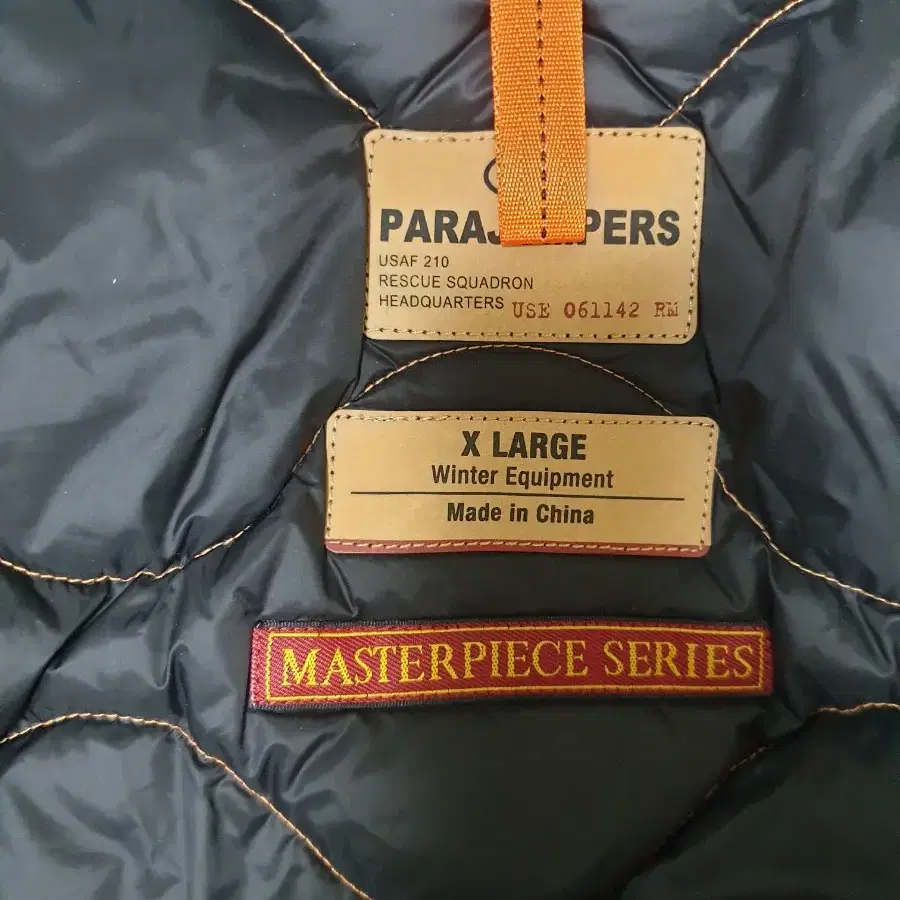 PARAJ PERS
USAF 210
RESCUE SQUADRON
HEADQUARTERS USE 061142 RM
X LARGE
Winter Equipment
Made in China
MASTERPIECE SERIES